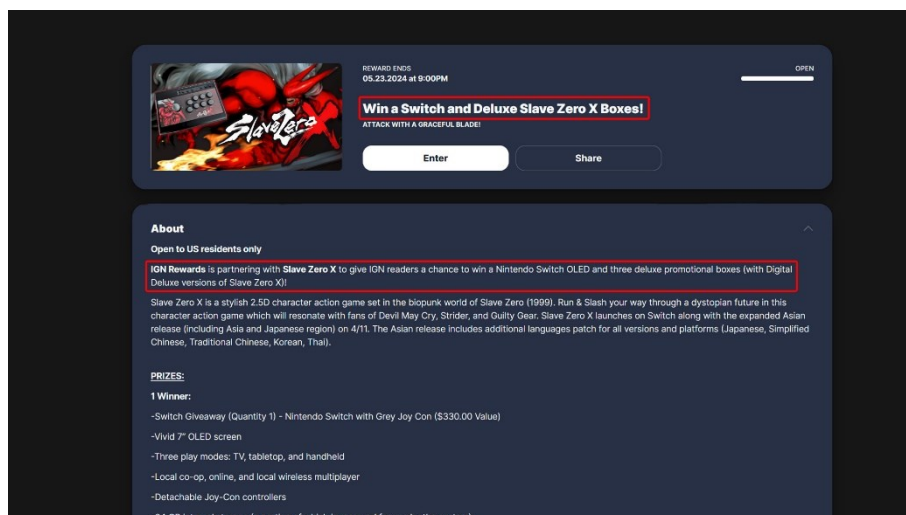 REWARD ENDS
05.23.2024 at 9:00PM
OPEN
Win a Switch and Deluxe Slave Zero X Boxes!
ATTACK WITH A GRACEFUL BLADE!
Enter
Share
SlaveZero
About
Open to US residents only
IGN Rewards is partnering with Slave Zero X to give IGN readers a chance to win a Nintendo Switch OLED and three deluxe promotional boxes (with Digital
Deluxe versions of Slave Zero X)!
Slave Zero X is a stylish 2.5D character action game set in the biopunk world of Slave Zero (1999). Run & Slash your way through a dystopian future in this
character action game which will resonate with fans of Devil May Cry, Strider, and Guilty Gear. Slave Zero X launches on Switch along with the expanded Asian
release (including Asia and Japanese region) on 4/11. The Asian release includes additional languages patch for all versions and platforms (Japanese, Simplified
Chinese, Traditional Chinese, Korean, Thai).
PRIZES:
1 Winner:
-Switch Giveaway (Quantity 1) - Nintendo Switch with Grey Joy Con ($330.00 Value)
-Vivid 7" OLED screen
-Three play modes: TV, tabletop, and handheld
-Local co-op, online, and local wireless multiplayer
-Detachable Joy-Con controllers